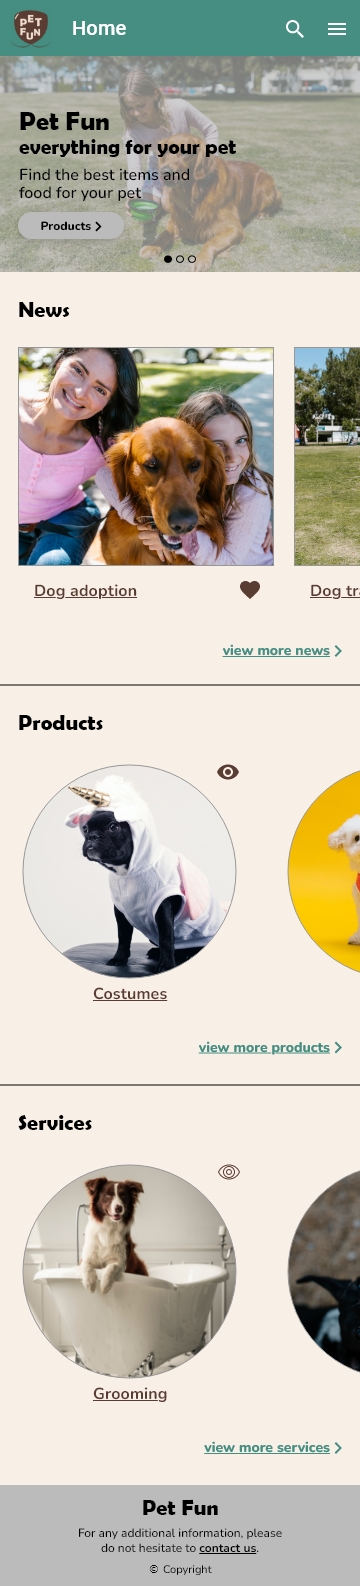 PET
FUN
Home
Pet Fun
everything for your pet
Find the best items and
food for your pet
Products
News
Dog adoption
Dog tra
view more news
Products
Costumes
view more products
Services
Grooming
view more services
Pet Fun
For any additional information, please
do not hesitate to contact us.
© Copyright